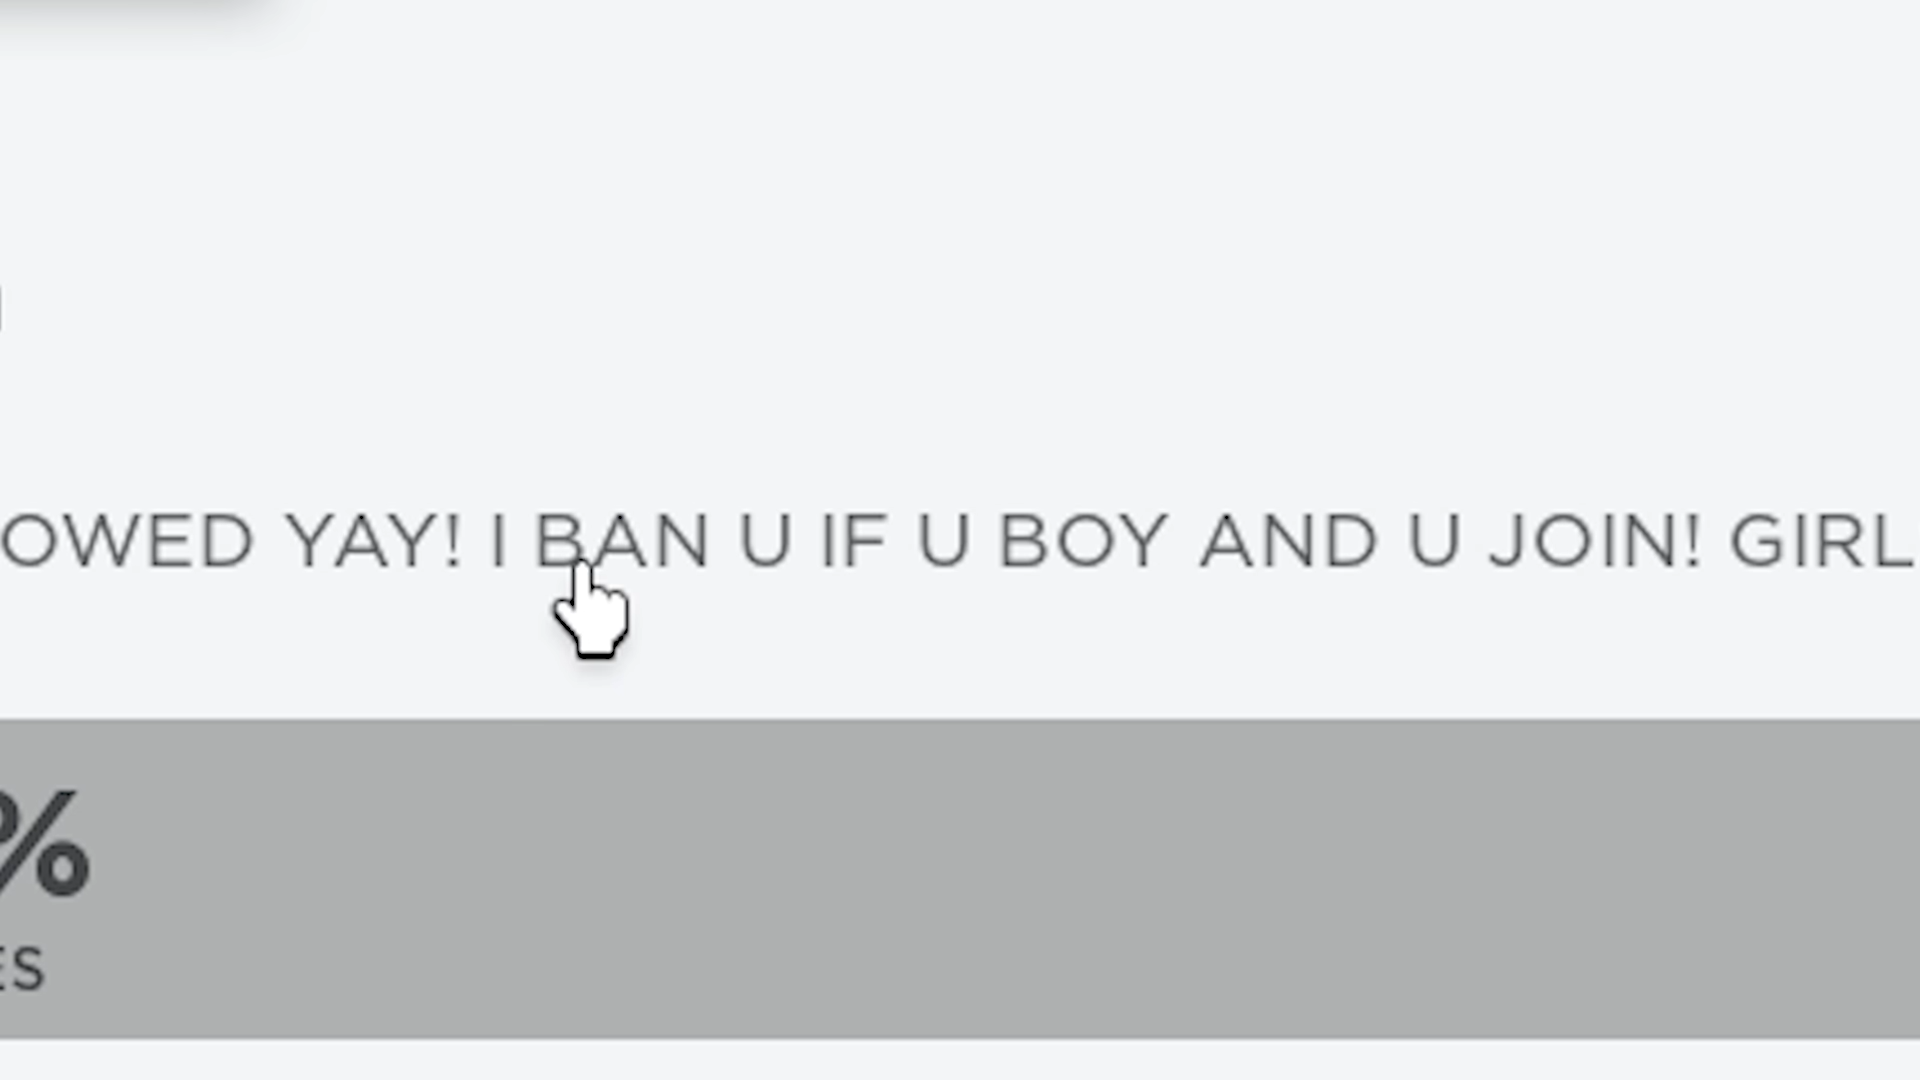 OWED YAY! I BAN U IF U BOY AND U JOIN! GIRL
%
ES